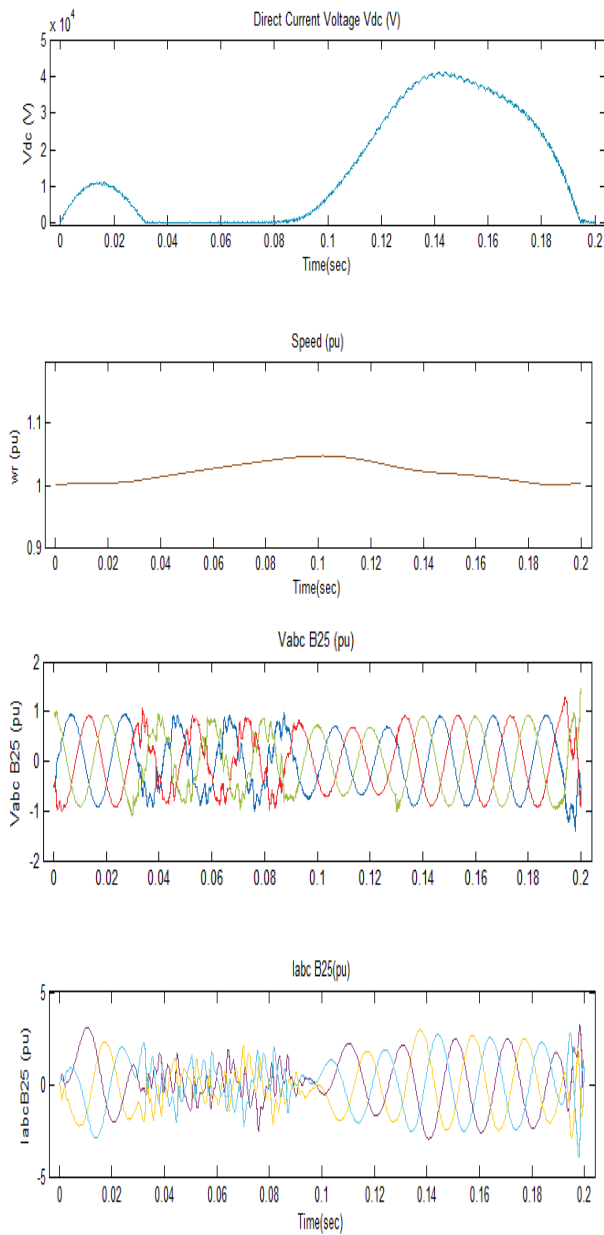 Direct Current Voltage Vdc (V)
x 10^4
5
4
3
2
1
0
Vdc (V)
0 0.02 0.04 0.06 0.08 0.1 0.12 0.14 0.16 0.18 0.2
Time(sec)
Speed (pu)
1.1
1
0.9
wr (pu)
0 0.02 0.04 0.06 0.08 0.1 0.12 0.14 0.16 0.18 0.2
Time(sec)
Vabc B25 (pu)
2
1
0
-1
-2
Vabc B25 (pu)
0 0.02 0.04 0.06 0.08 0.1 0.12 0.14 0.16 0.18 0.2
Iabc B25(pu)
5
0
-5
IabcB25 (pu)
0 0.02 0.04 0.06 0.08 0.1 0.12 0.14 0.16 0.18 0.2
Time(sec)